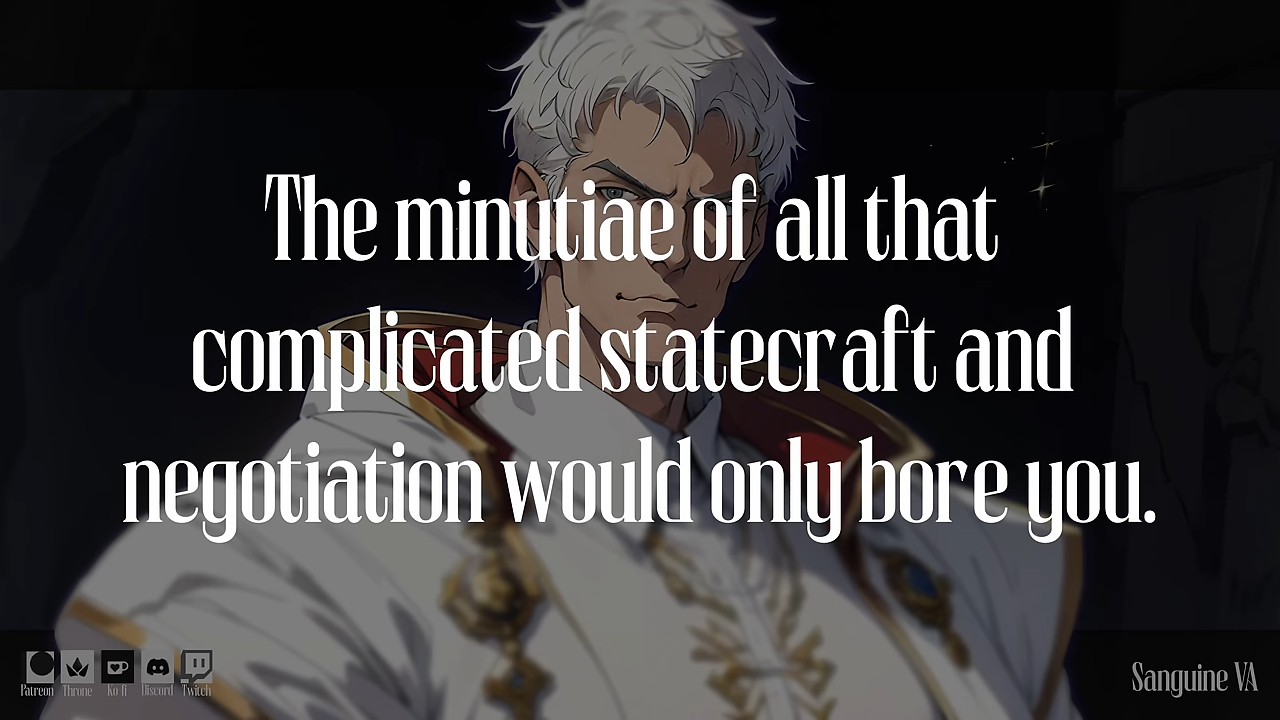 The minutiae of all that
complicated statecraft and
negotiation would only bore you.
Patreon Throne Ko fi Discord Twitch
Sanguine VA